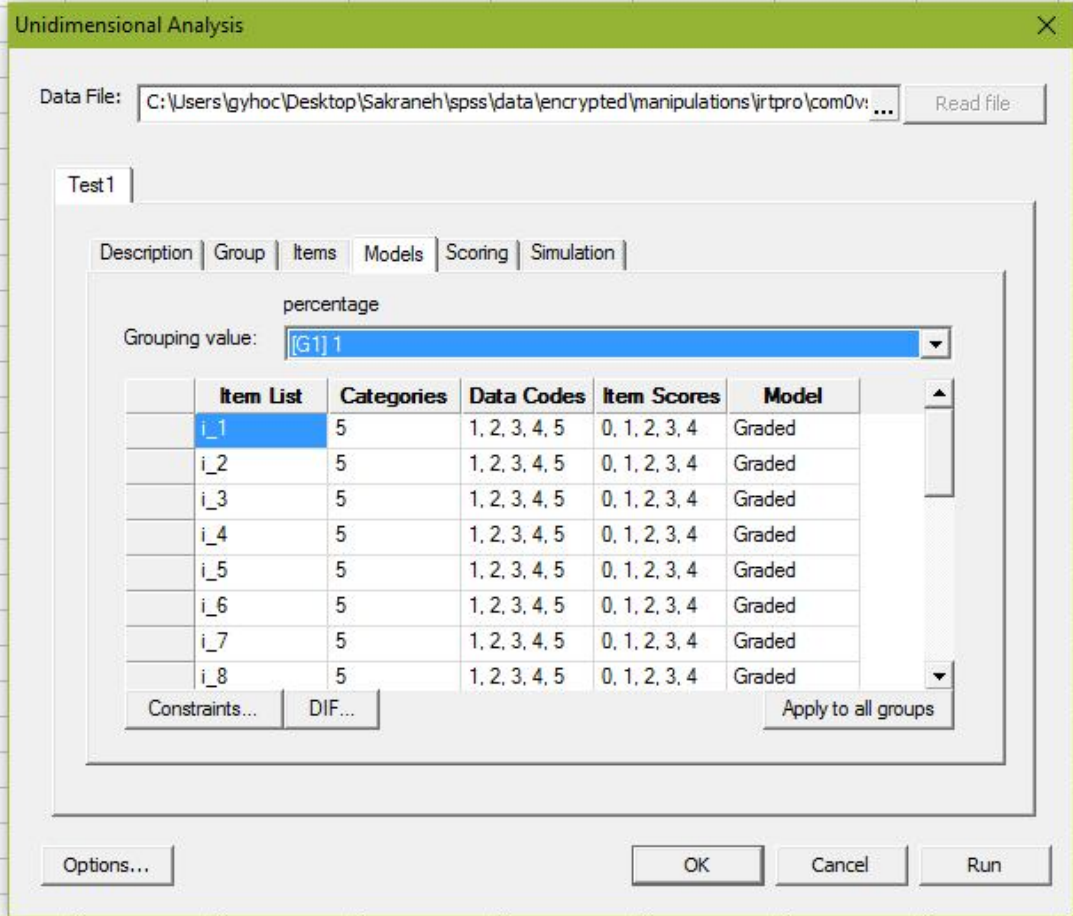 Unidimensional Analysis
Data File: C:\Users\gyhoc\Desktop\Sakraneh\spss\data\encrypted\manipulations\irtpro\com0v: ... Read file
Test1
Description Group Items Models Scoring Simulation
percentage
Grouping value: [G1] 1
Item List Categories Data Codes Item Scores Model
i_1 5 1, 2, 3, 4, 5 0, 1, 2, 3, 4 Graded
i_2 5 1, 2, 3, 4, 5 0, 1, 2, 3, 4 Graded
i_3 5 1, 2, 3, 4, 5 0, 1, 2, 3, 4 Graded
i_4 5 1, 2, 3, 4, 5 0, 1, 2, 3, 4 Graded
i_5 5 1, 2, 3, 4, 5 0, 1, 2, 3, 4 Graded
i_6 5 1, 2, 3, 4, 5 0, 1, 2, 3, 4 Graded
i_7 5 1, 2, 3, 4, 5 0, 1, 2, 3, 4 Graded
i_8 5 1, 2, 3, 4, 5 0, 1, 2, 3, 4 Graded
Constraints... DIF... Apply to all groups
Options... OK Cancel Run